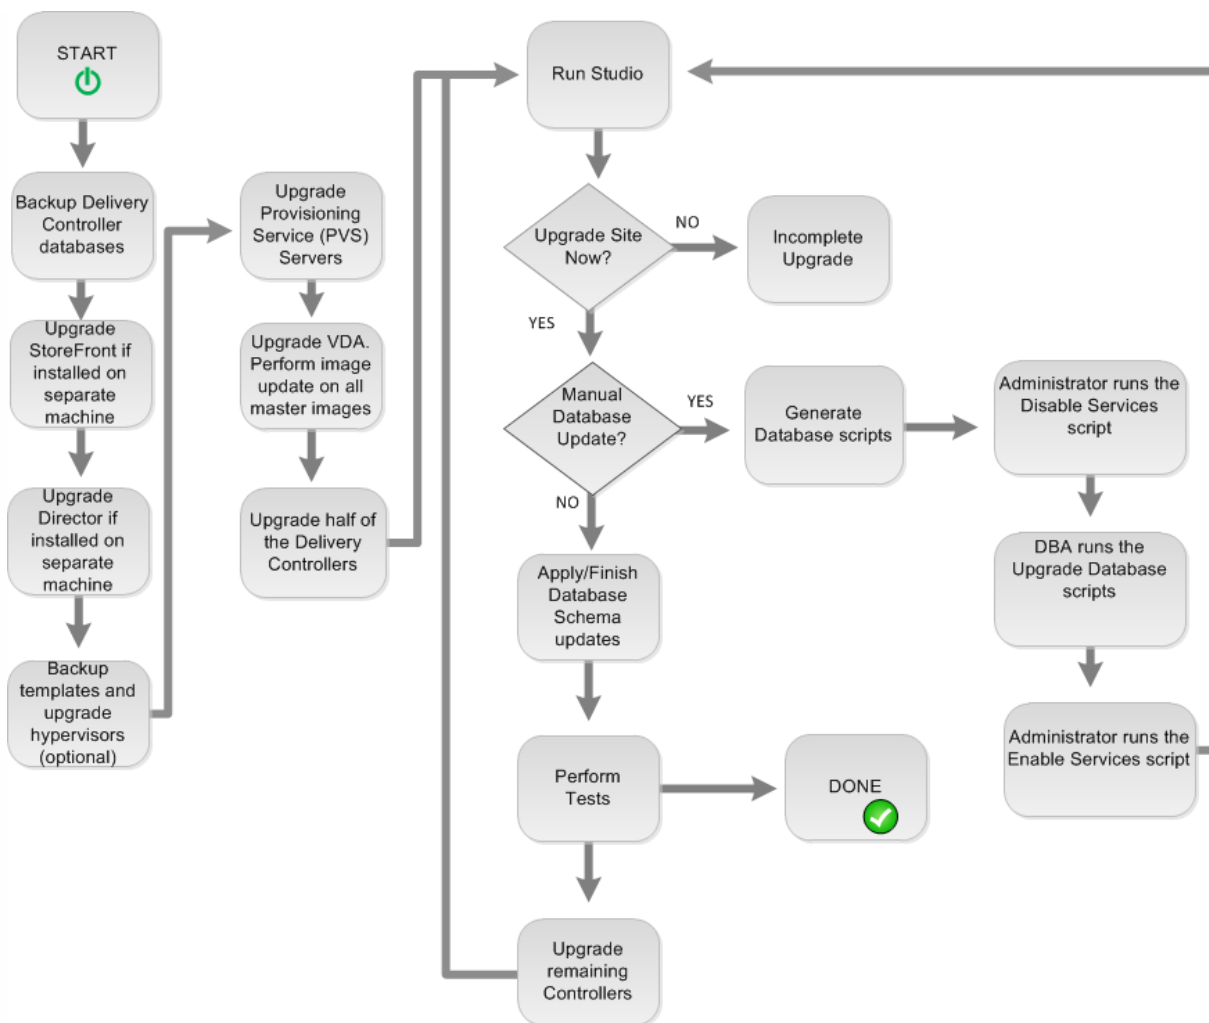 START
Backup Delivery
Controller
databases
Upgrade
StoreFront if
installed on
separate
machine
Upgrade
Director if
installed on
separate
machine
Backup
templates and
upgrade
hypervisors
(optional)
Upgrade
Provisioning
Service (PVS)
Servers
Upgrade VDA.
Perform image
update on all
master images
Upgrade half of
the Delivery
Controllers
Run Studio
Upgrade Site
Now?
NO
Incomplete
Upgrade
YES
Manual
Database
Update?
YES
Generate
Database scripts
Administrator runs the
Disable Services
script
DBA runs the
Upgrade Database
scripts
Administrator runs the
Enable Services script
NO
Apply/Finish
Database
Schema
updates
Perform
Tests
DONE
Upgrade
remaining
Controllers